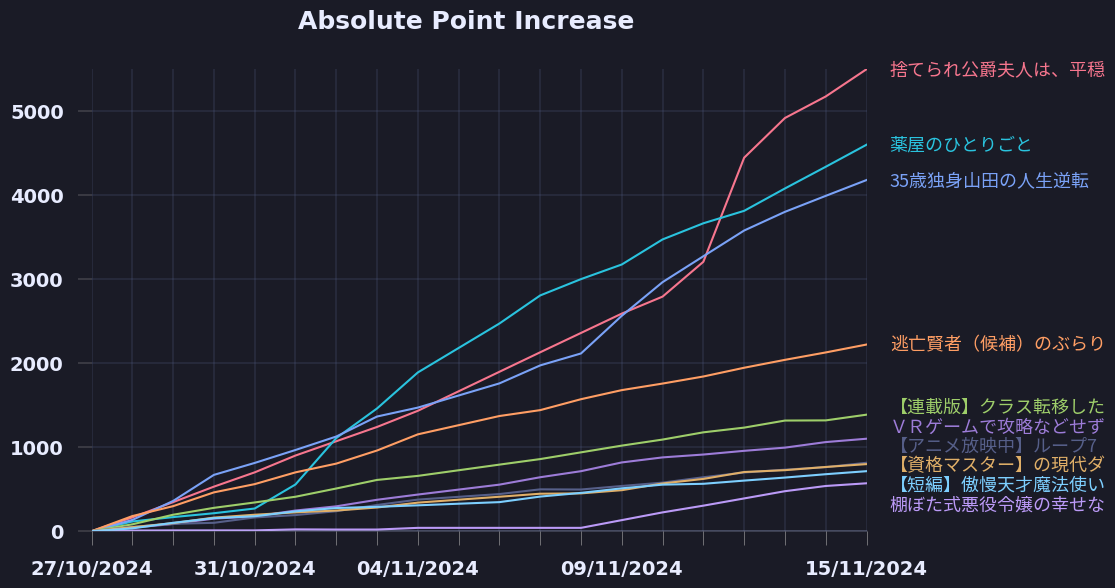 Absolute Point Increase
捨てられ公爵夫人は、平穏
5000
薬屋のひとりごと
35歳独身山田の人生逆転
4000
3000
逃亡賢者（候補）のぶらり
2000
【連載版】クラス転移した
ＶＲゲームで攻略などせず
1000
【アニメ放映中】ループ7
【資格マスター】の現代ダ
【短編】傲慢天才魔法使い
棚ぼた式悪役令嬢の幸せな
0
27/10/2024
31/10/2024
04/11/2024
09/11/2024
15/11/2024